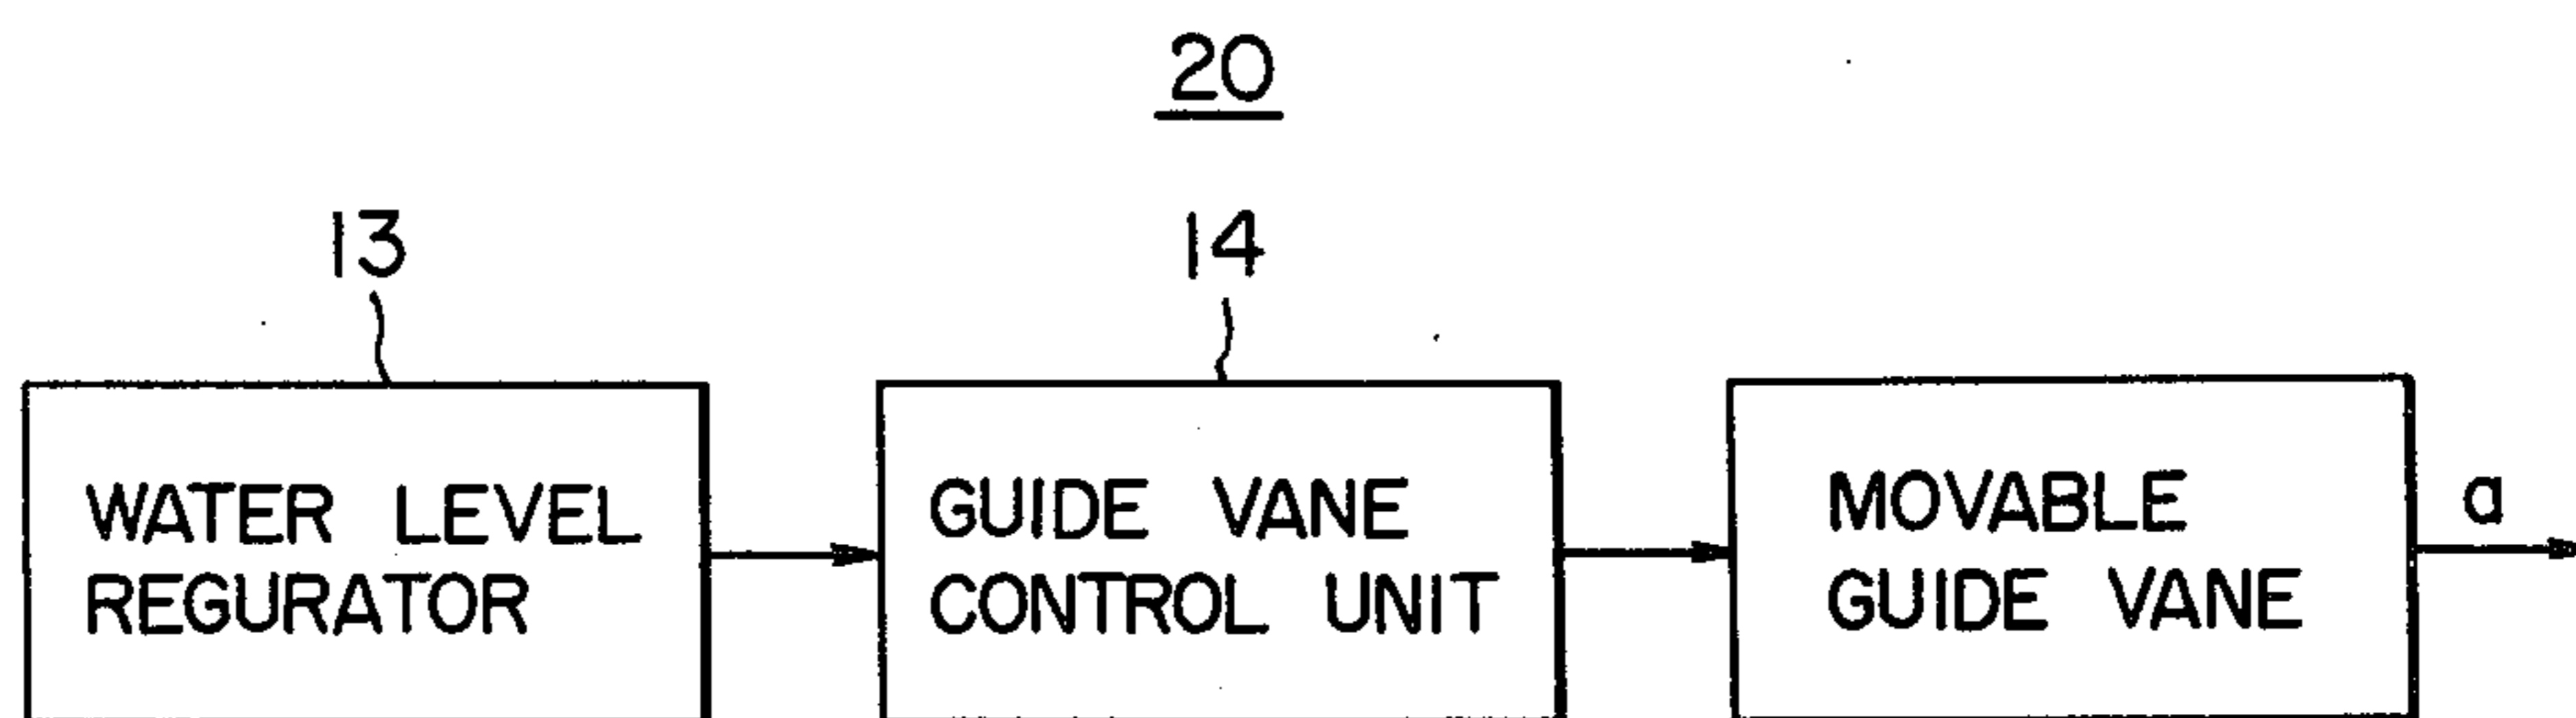 20
13
14
WATER LEVEL
REGURATOR
GUIDE VANE
CONTROL UNIT
MOVABLE
GUIDE VANE
a